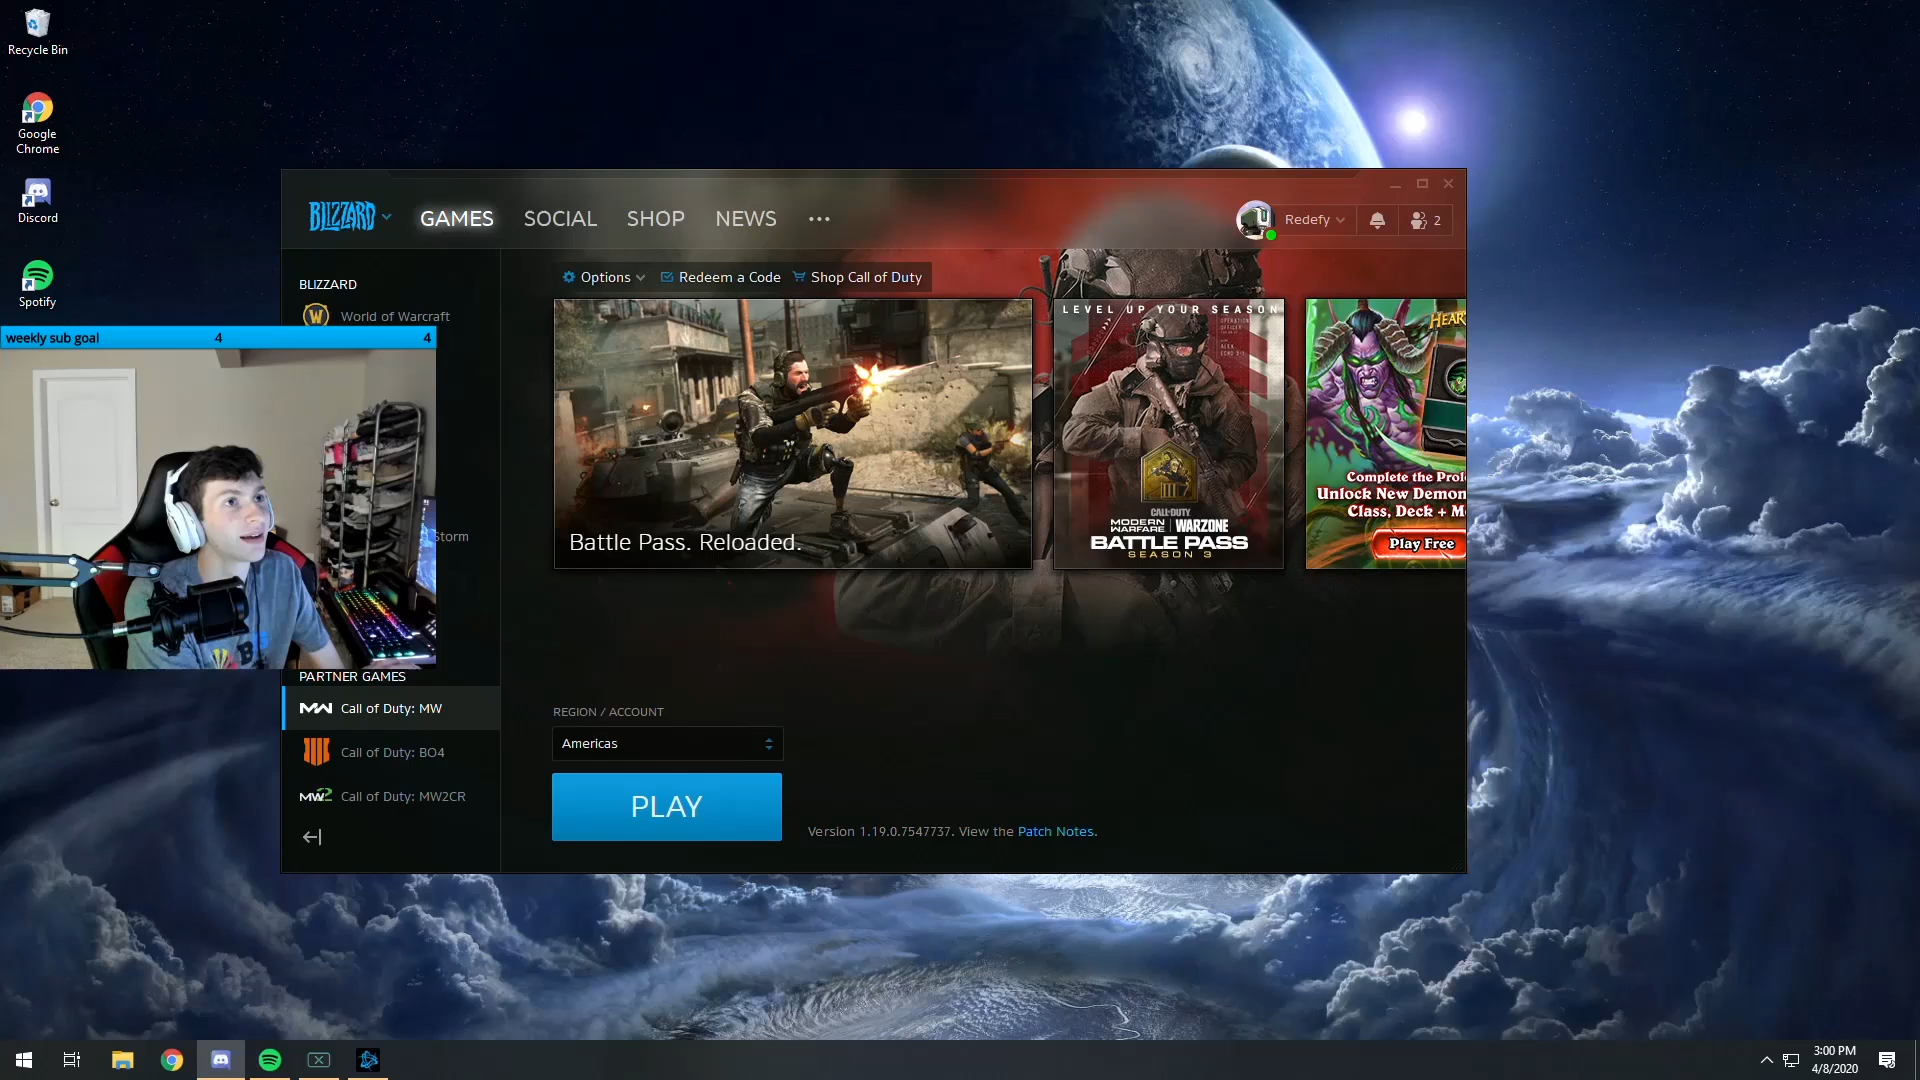 Recycle Bin
Google
Chrome
Discord
Spotify
weekly sub goal 4 4
BLIZZARD
GAMES
SOCIAL
SHOP
NEWS
Redefy
2
BLIZZARD
World of Warcraft
Storm
PARTNER GAMES
Call of Duty: MW
Call of Duty: BO4
MW2
Call of Duty: MW2CR
Options
Redeem a Code
Shop Call of Duty
Battle Pass. Reloaded.
LEVEL UP YOUR SEASON
CALL OF DUTY
MODERN
WARFARE | WARZONE
BATTLE PASS
SEASON 3
HEAR
Complete the Prol
Unlock New Demon
Class, Deck + M
Play Free
REGION / ACCOUNT
Americas
PLAY
Version 1.19.0.7547737. View the Patch Notes.
3:00 PM
4/8/2020